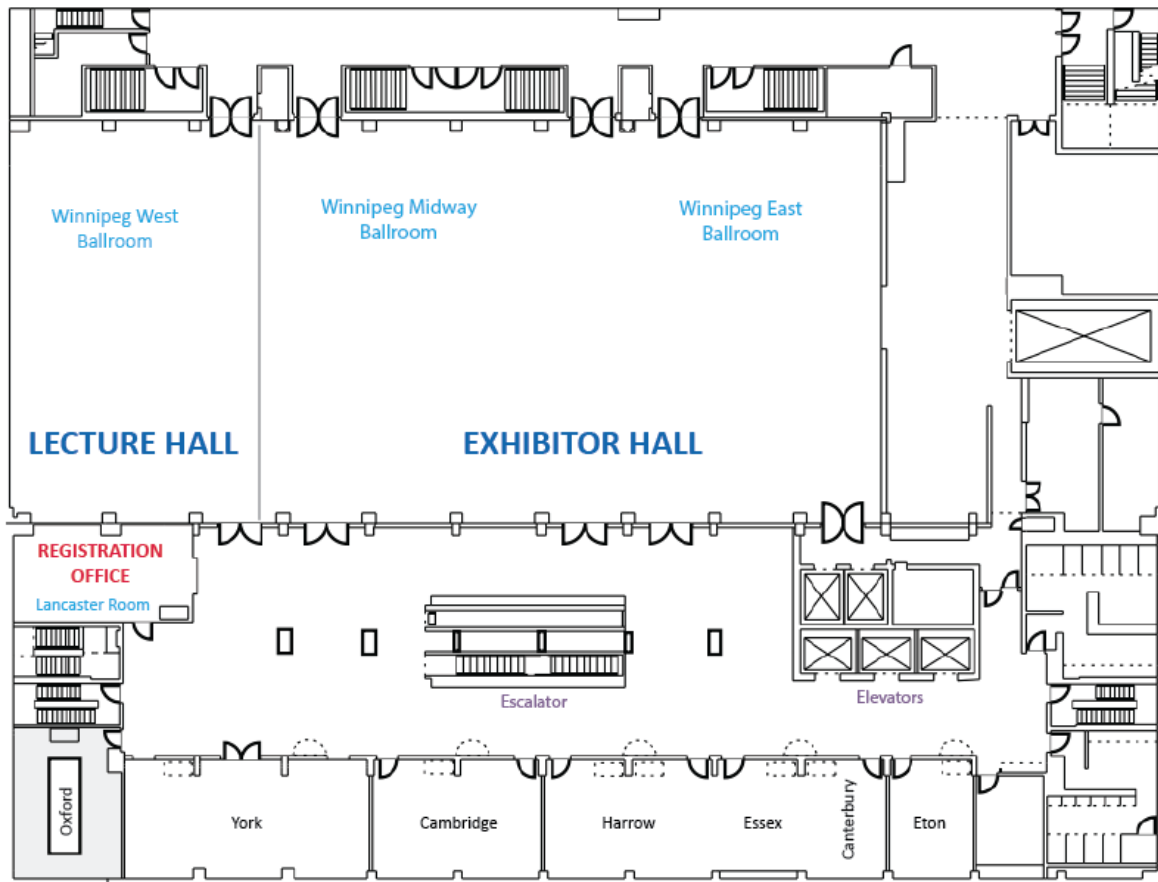 Winnipeg West
Ballroom
Winnipeg Midway
Ballroom
Winnipeg East
Ballroom
LECTURE HALL
EXHIBITOR HALL
REGISTRATION
OFFICE
Lancaster Room
Escalator
Elevators
Oxford
York
Cambridge
Harrow
Essex
Canterbury
Eton